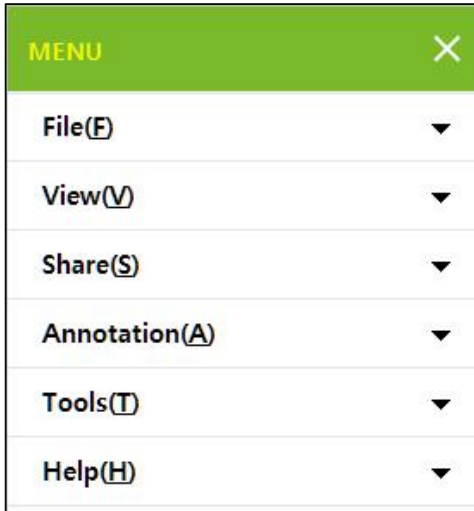 MENU
File(F)
View(V)
Share(S)
Annotation(A)
Tools(T)
Help(H)